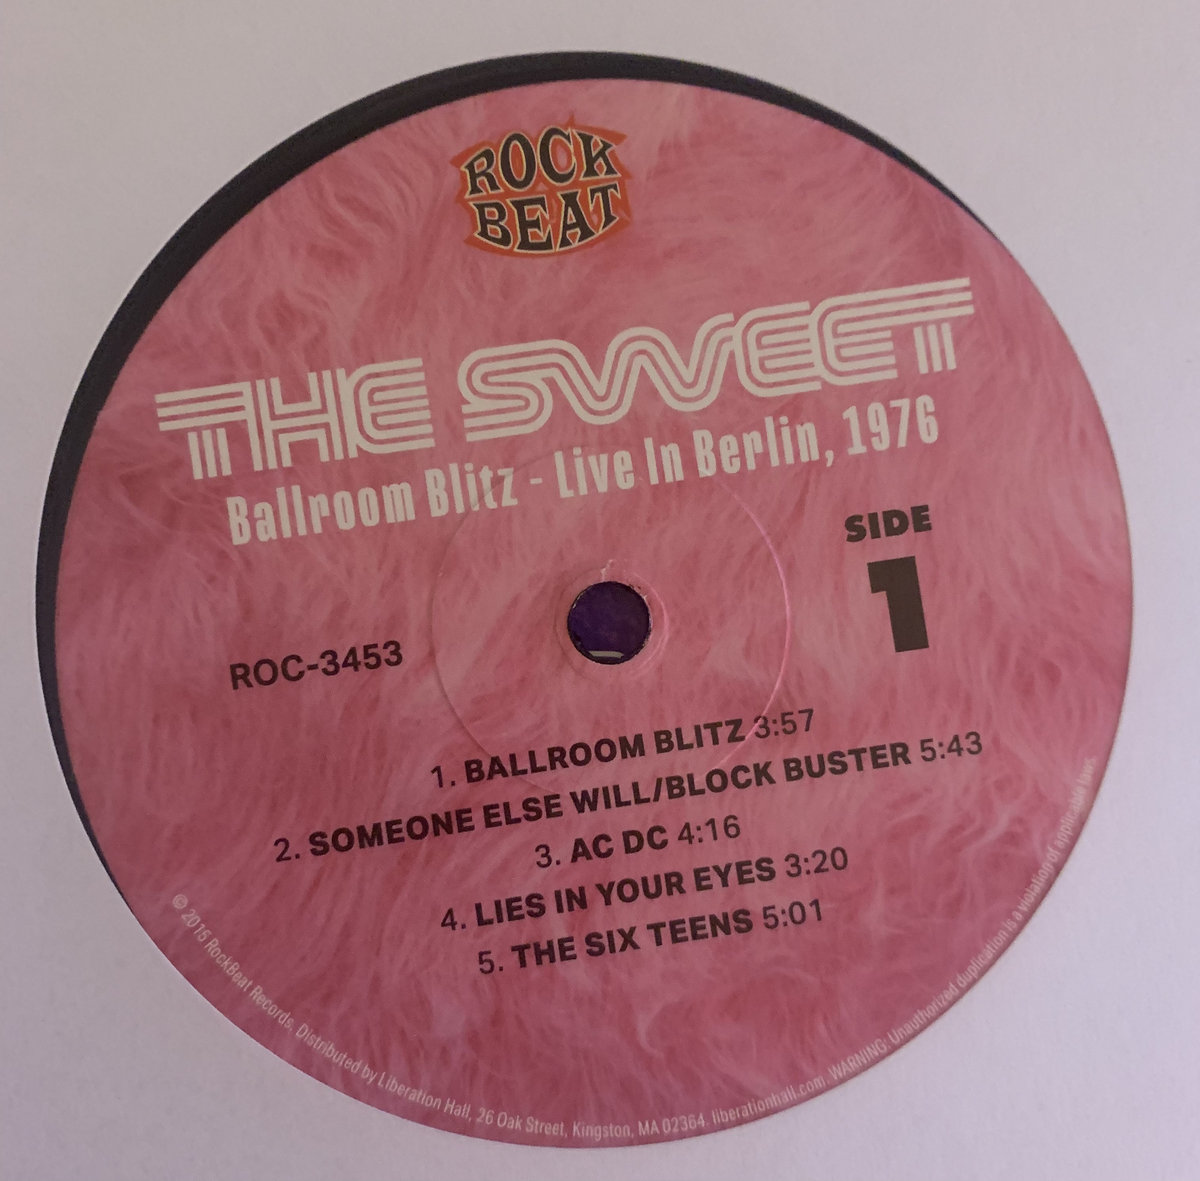 ROCK
BEAT
THE SWEET
Ballroom Blitz - Live In Berlin, 1976
SIDE
1
ROC-3453
1. BALLROOM BLITZ 3:57
2. SOMEONE ELSE WILL/BLOCK BUSTER 5:43
3. AC DC 4:16
4. LIES IN YOUR EYES 3:20
5. THE SIX TEENS 5:01
© 2016 RockBeat Records, Distributed by Liberation Hall, 26 Oak Street, Kingston, MA 02364. liberationhall.com. WARNING: Unauthorized duplication is a violation of applicable laws.